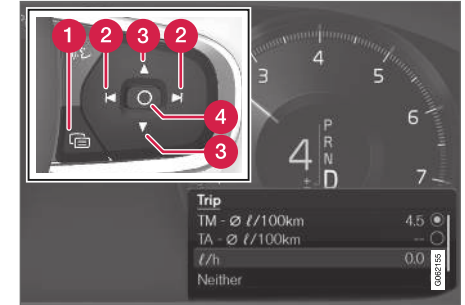 1 2 3 2
4
3
3 4 5 6 7
4 P R N D
±
Trip
TM - Ø ℓ/100km 4.5
TA - Ø ℓ/100km --
ℓ/h 0.0
Neither
G062155